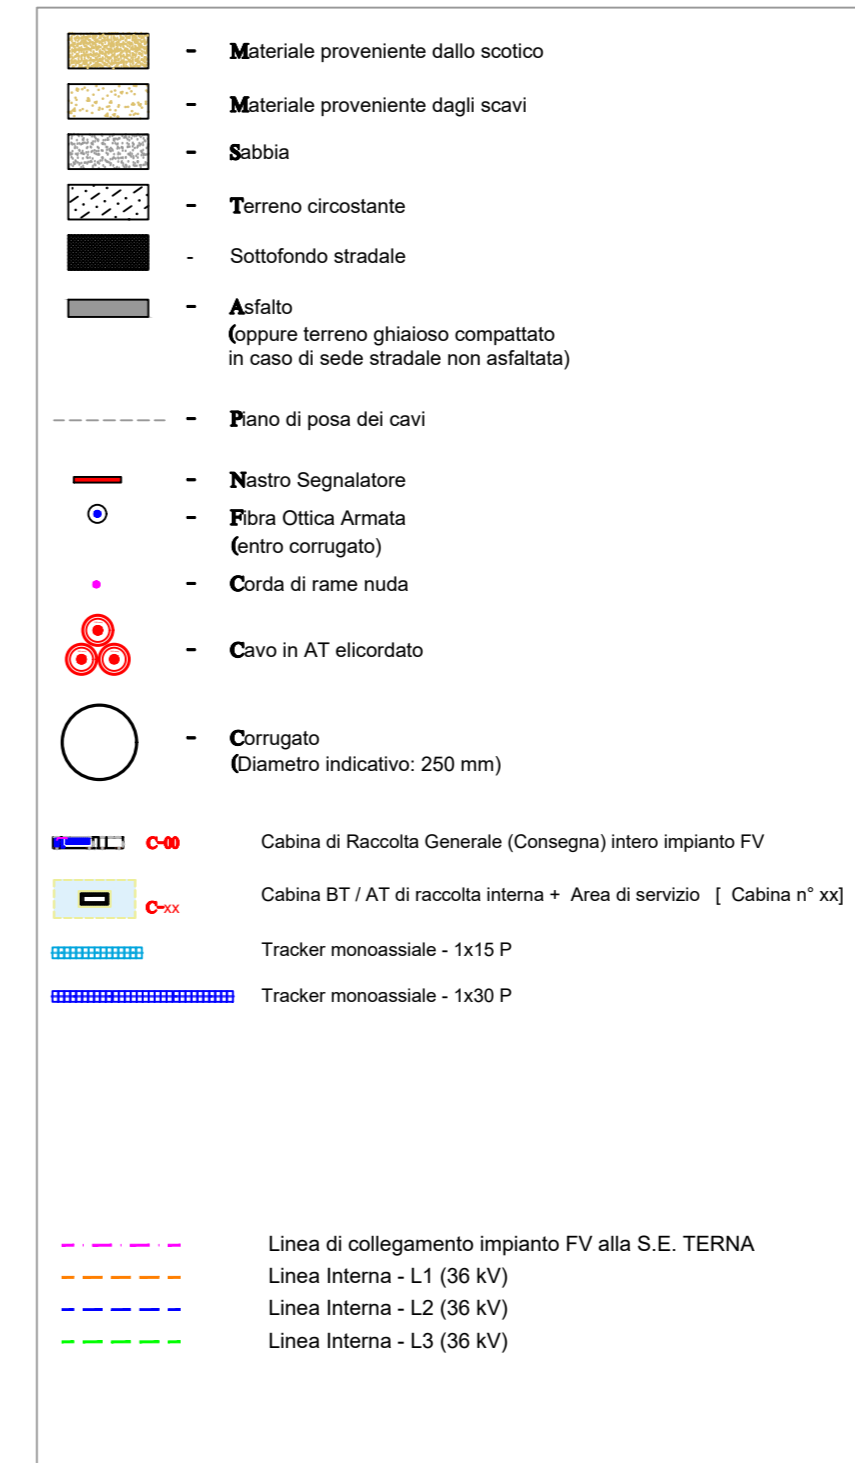 - Materiale proveniente dallo scotico
- Materiale proveniente dagli scavi
- Sabbia
- Terreno circostante
- Sottofondo stradale
- Asfalto
(oppure terreno ghiaioso compattato
in caso di sede stradale non asfaltata)
- Piano di posa dei cavi
- Nastro Segnalatore
- Fibra Ottica Armata
(entro corrugato)
- Corda di rame nuda
- Cavo in AT elicordato
- Corrugato
(Diametro indicativo: 250 mm)
C-00 Cabina di Raccolta Generale (Consegna) intero impianto FV
C-xx Cabina BT / AT di raccolta interna + Area di servizio [ Cabina n° xx]
Tracker monoassiale - 1x15 P
Tracker monoassiale - 1x30 P
Linea di collegamento impianto FV alla S.E. TERNA
Linea Interna - L1 (36 kV)
Linea Interna - L2 (36 kV)
Linea Interna - L3 (36 kV)